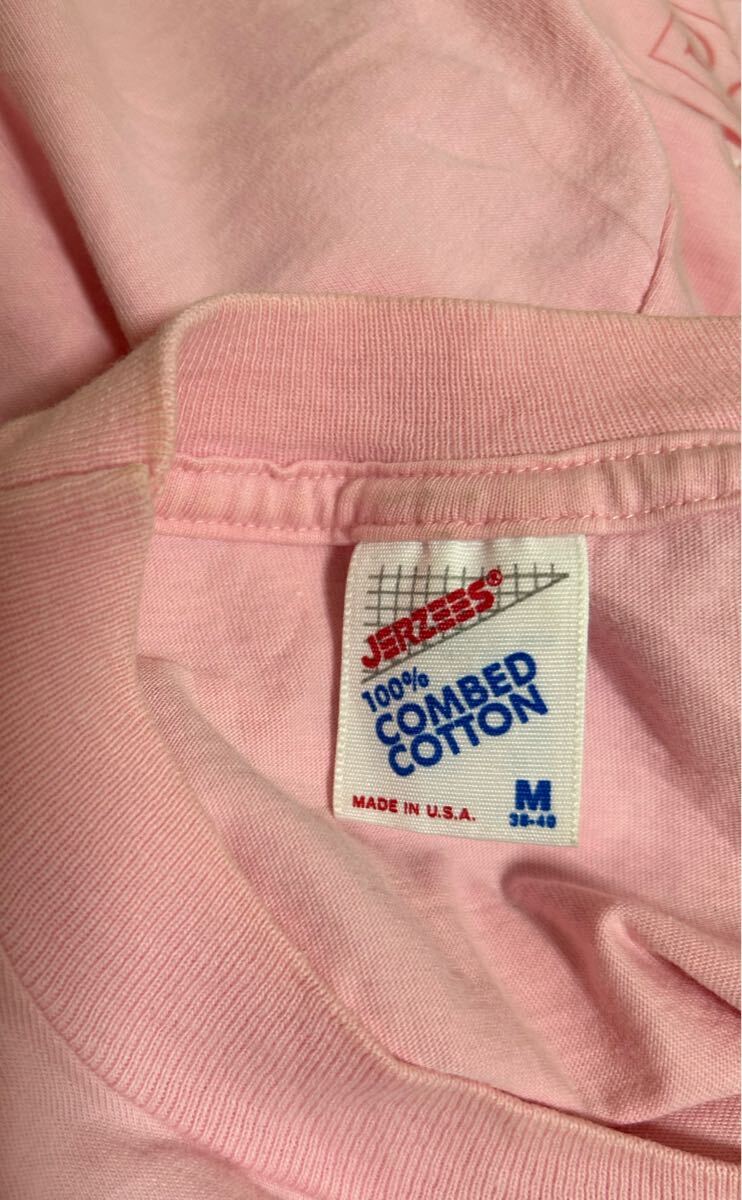 JERZEES®
100%
COMBED
COTTON
MADE IN U.S.A.
M
38-40